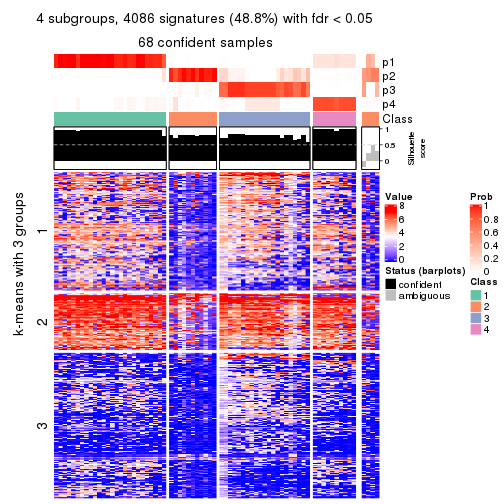 4 subgroups, 4086 signatures (48.8%) with fdr < 0.05
68 confident samples
p1
p2
p3
p4
Class
1
0.5
0
Silhouette
score
k-means with 3 groups
1
2
3
Value
8
6
4
2
0
Status (barplots)
confident
ambiguous
Prob
1
0.8
0.6
0.4
0.2
0
Class
1
2
3
4